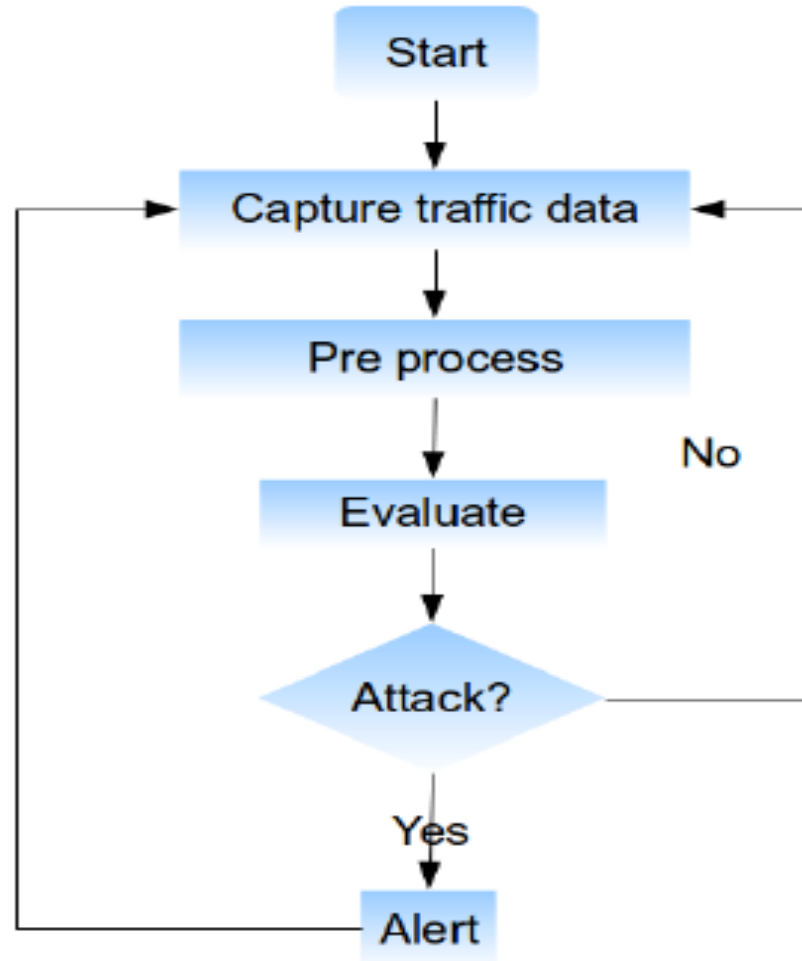 Start
Capture traffic data
Pre process
No
Evaluate
Attack?
Yes
Alert